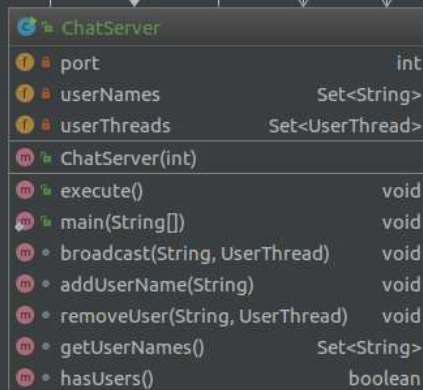 ChatServer
port int
userNames Set<String>
userThreads Set<UserThread>
ChatServer(int)
execute() void
main(String[]) void
broadcast(String, UserThread) void
addUserName(String) void
removeUser(String, UserThread) void
getUserNames() Set<String>
hasUsers() boolean